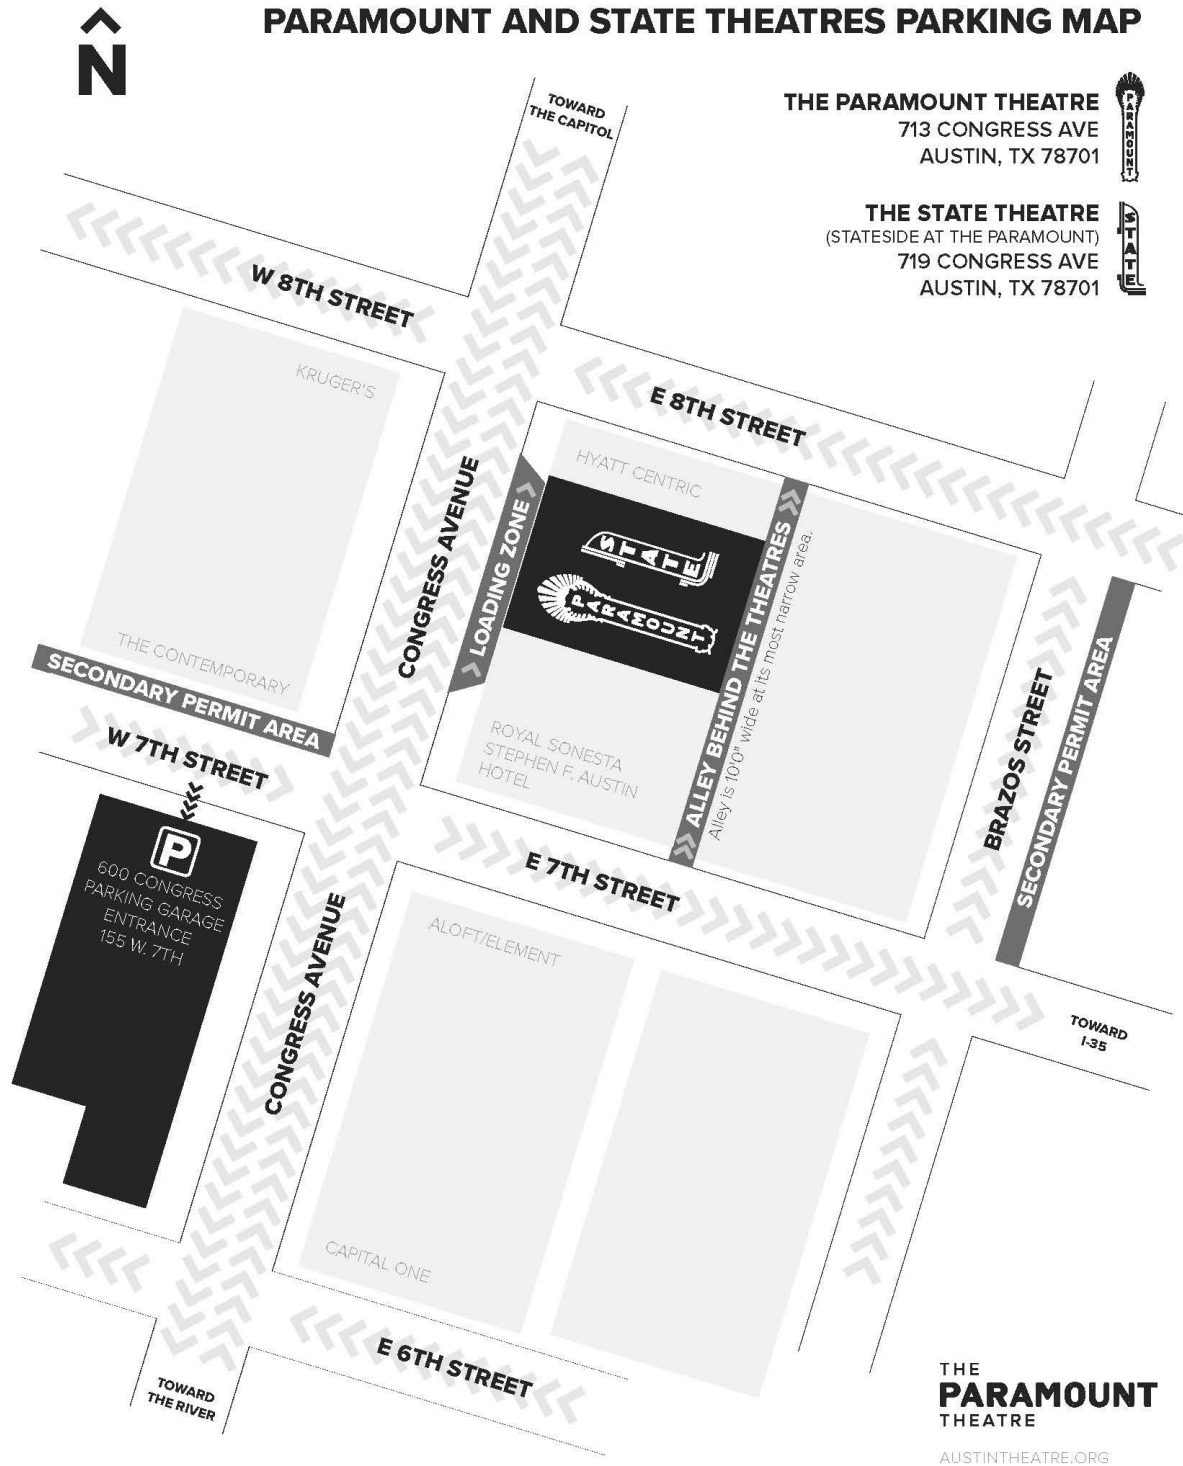 PARAMOUNT AND STATE THEATRES PARKING MAP
N
TOWARD
THE CAPITOL
THE PARAMOUNT THEATRE
713 CONGRESS AVE
AUSTIN, TX 78701
PARAMOUNT
THE STATE THEATRE
(STATESIDE AT THE PARAMOUNT)
719 CONGRESS AVE
AUSTIN, TX 78701
STATE
W 8TH STREET
E 8TH STREET
KRUGER'S
HYATT CENTRIC
CONGRESS AVENUE
LOADING ZONE
STATE
PARAMOUNT
ALLEY BEHIND THE THEATRES
Alley is 10'0" wide at its most narrow area.
THE CONTEMPORARY
SECONDARY PERMIT AREA
W 7TH STREET
ROYAL SONESTA
STEPHEN F. AUSTIN
HOTEL
BRAZOS STREET
SECONDARY PERMIT AREA
P
600 CONGRESS
PARKING GARAGE
ENTRANCE
155 W. 7TH
E 7TH STREET
CONGRESS AVENUE
ALOFT/ELEMENT
TOWARD
I-35
CAPITAL ONE
E 6TH STREET
TOWARD
THE RIVER
THE
PARAMOUNT
THEATRE
AUSTINTHEATRE.ORG